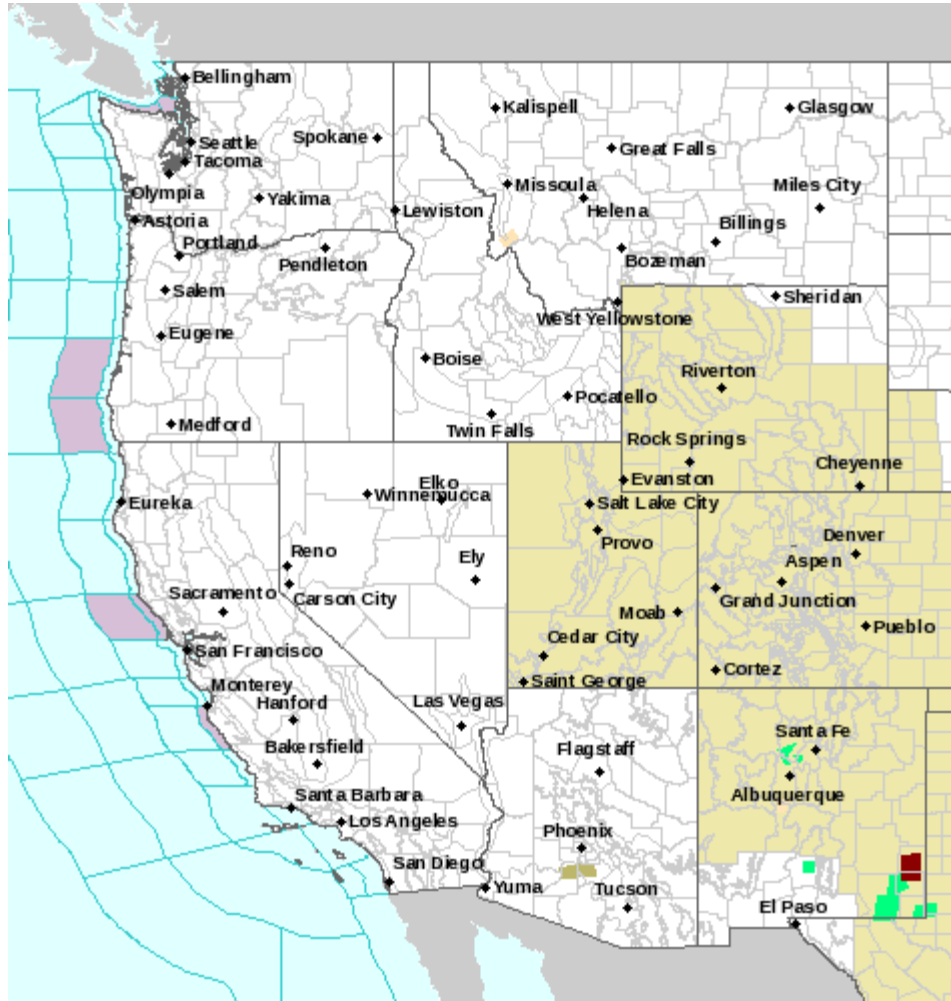 Bellingham
Kalispell
Glasgow
Seattle
Spokane
Great Falls
Tacoma
Olympia
Yakima
Missoula
Miles City
Astoria
Lewiston
Helena
Billings
Portland
Pendleton
Bozeman
Salem
West Yellowstone
Sheridan
Eugene
Boise
Riverton
Pocatello
Medford
Twin Falls
Rock Springs
Cheyenne
Elko
Evanston
Eureka
Winnemucca
Salt Lake City
Provo
Denver
Reno
Ely
Aspen
Sacramento
Carson City
Moab
Grand Junction
Cedar City
Pueblo
San Francisco
Saint George
Cortez
Monterey
Hanford
Las Vegas
Santa Fe
Bakersfield
Flagstaff
Albuquerque
Santa Barbara
Los Angeles
Phoenix
San Diego
Yuma
Tucson
El Paso